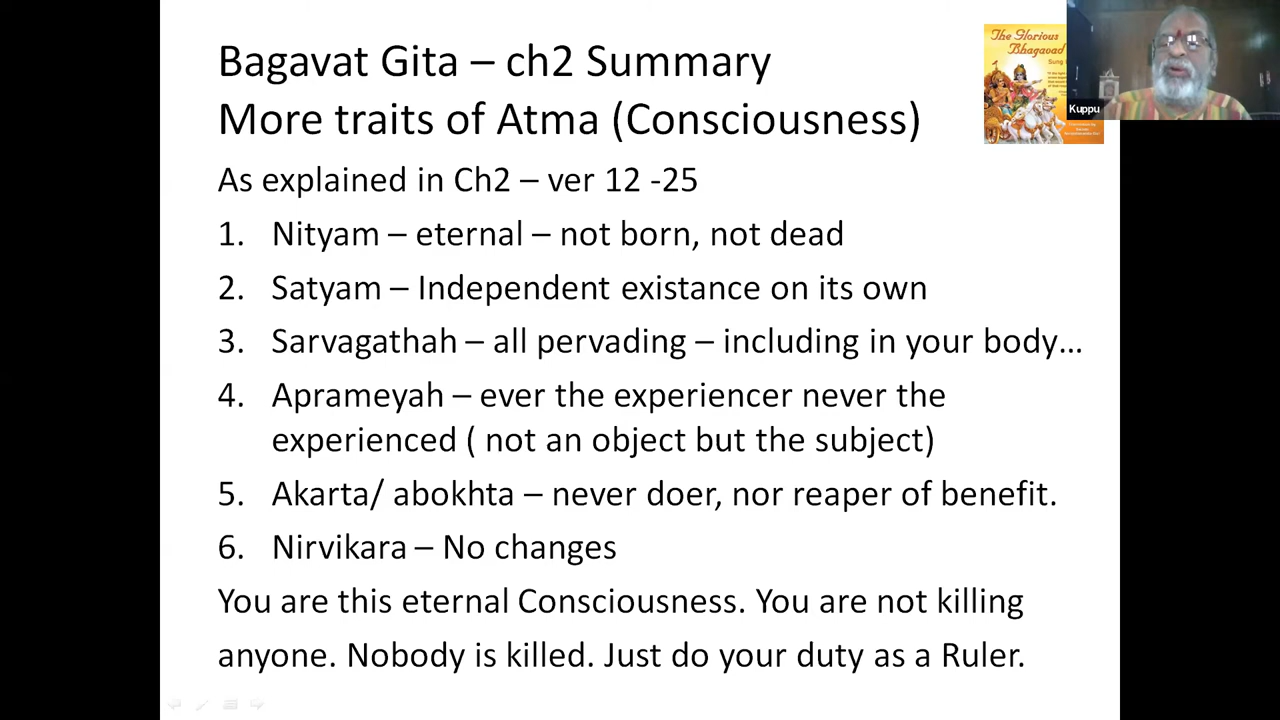 Bagavat Gita – ch2 Summary
More traits of Atma (Consciousness)
The Glorious
Bhagavad
Kuppu
As explained in Ch2 – ver 12 -25
1. Nityam – eternal – not born, not dead
2. Satyam – Independent existance on its own
3. Sarvagathah – all pervading – including in your body…
4. Aprameyah – ever the experiencer never the
experienced ( not an object but the subject)
5. Akarta/ abokhta – never doer, nor reaper of benefit.
6. Nirvikara – No changes
You are this eternal Consciousness. You are not killing
anyone. Nobody is killed. Just do your duty as a Ruler.